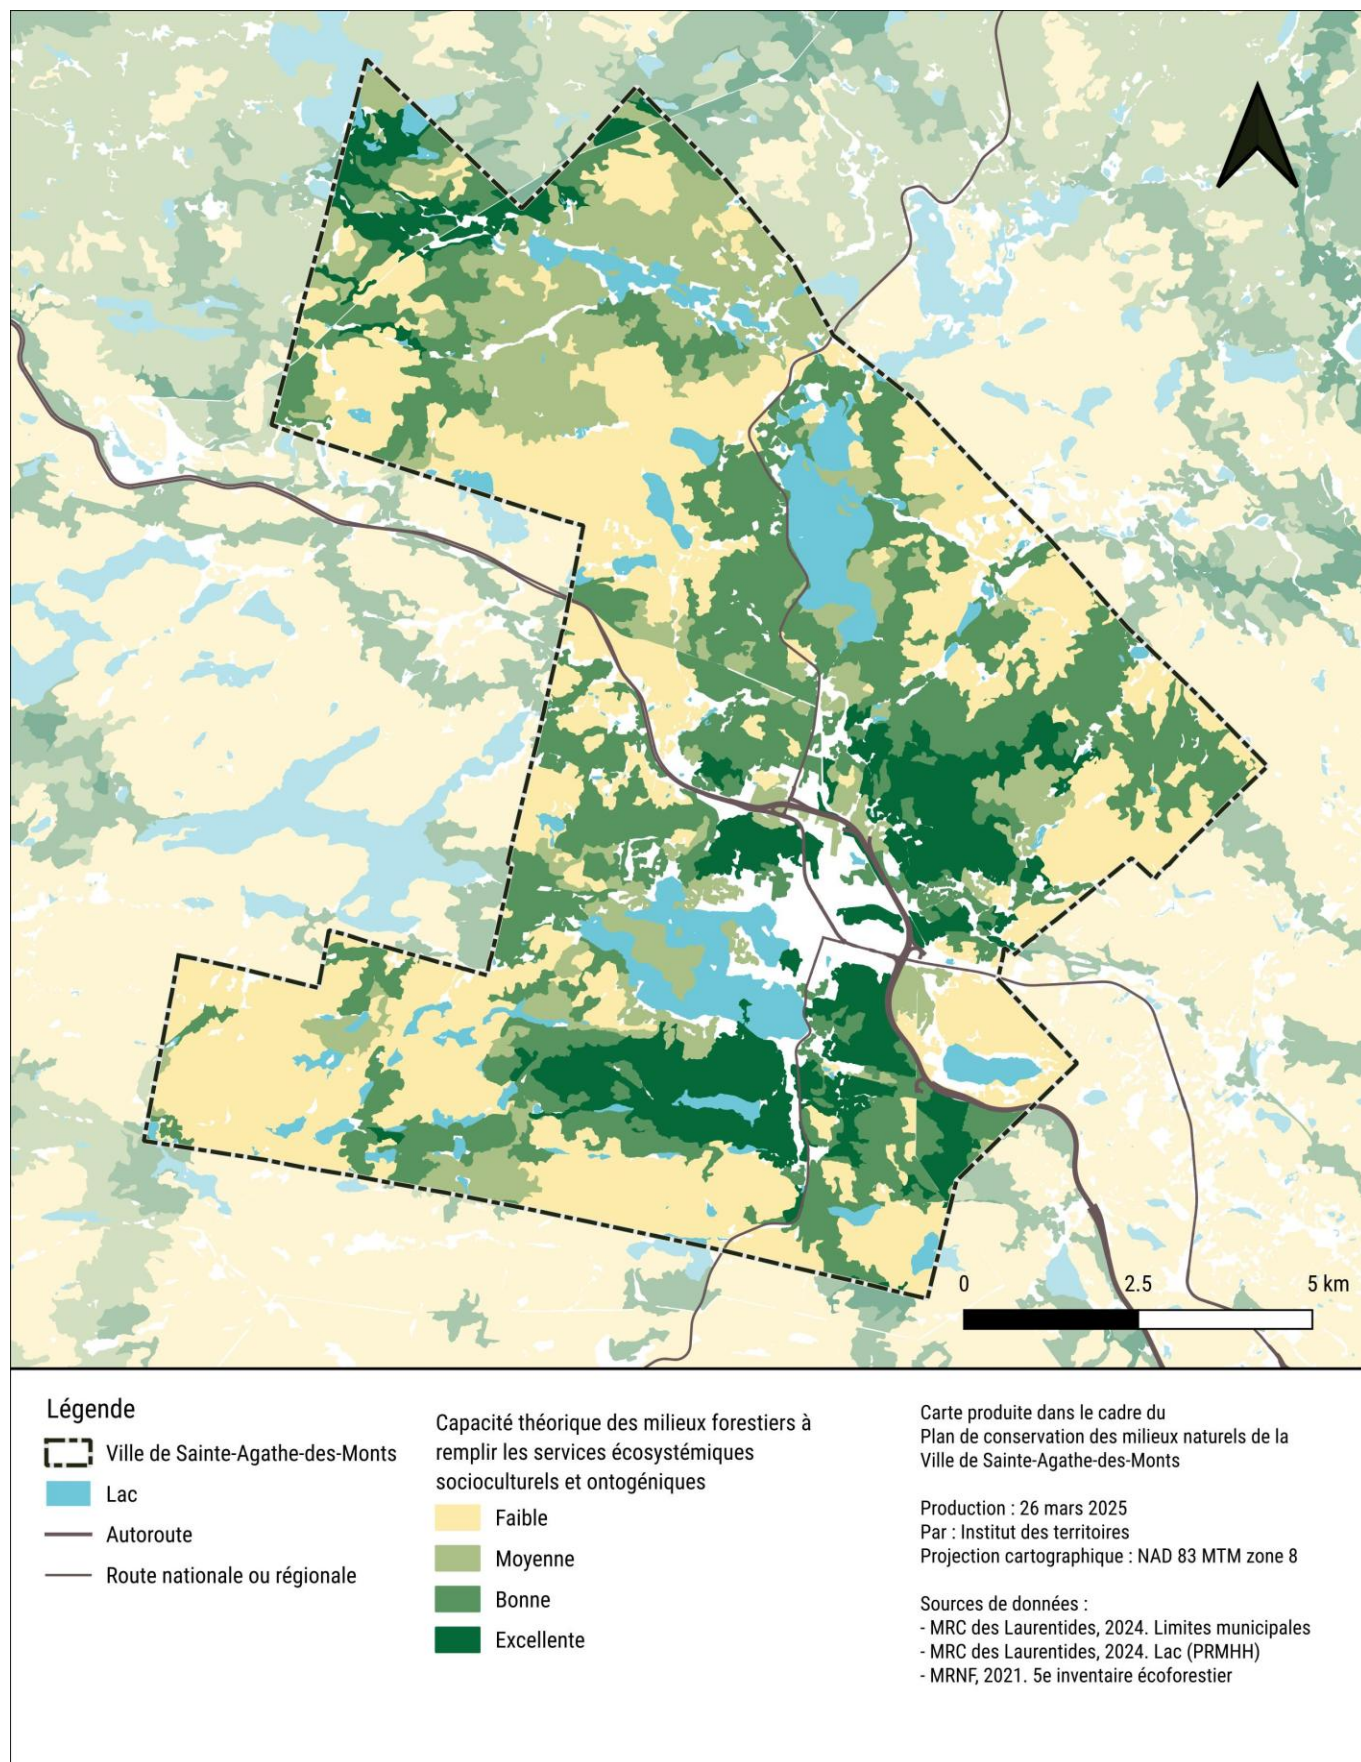 0 2.5 5 km
Légende
Ville de Sainte-Agathe-des-Monts
Lac
Autoroute
Route nationale ou régionale
Capacité théorique des milieux forestiers à
remplir les services écosystémiques
socioculturels et ontogéniques
Faible
Moyenne
Bonne
Excellente
Carte produite dans le cadre du
Plan de conservation des milieux naturels de la
Ville de Sainte-Agathe-des-Monts
Production : 26 mars 2025
Par : Institut des territoires
Projection cartographique : NAD 83 MTM zone 8
Sources de données :
- MRC des Laurentides, 2024. Limites municipales
- MRC des Laurentides, 2024. Lac (PRMHH)
- MRNF, 2021. 5e inventaire écoforestier